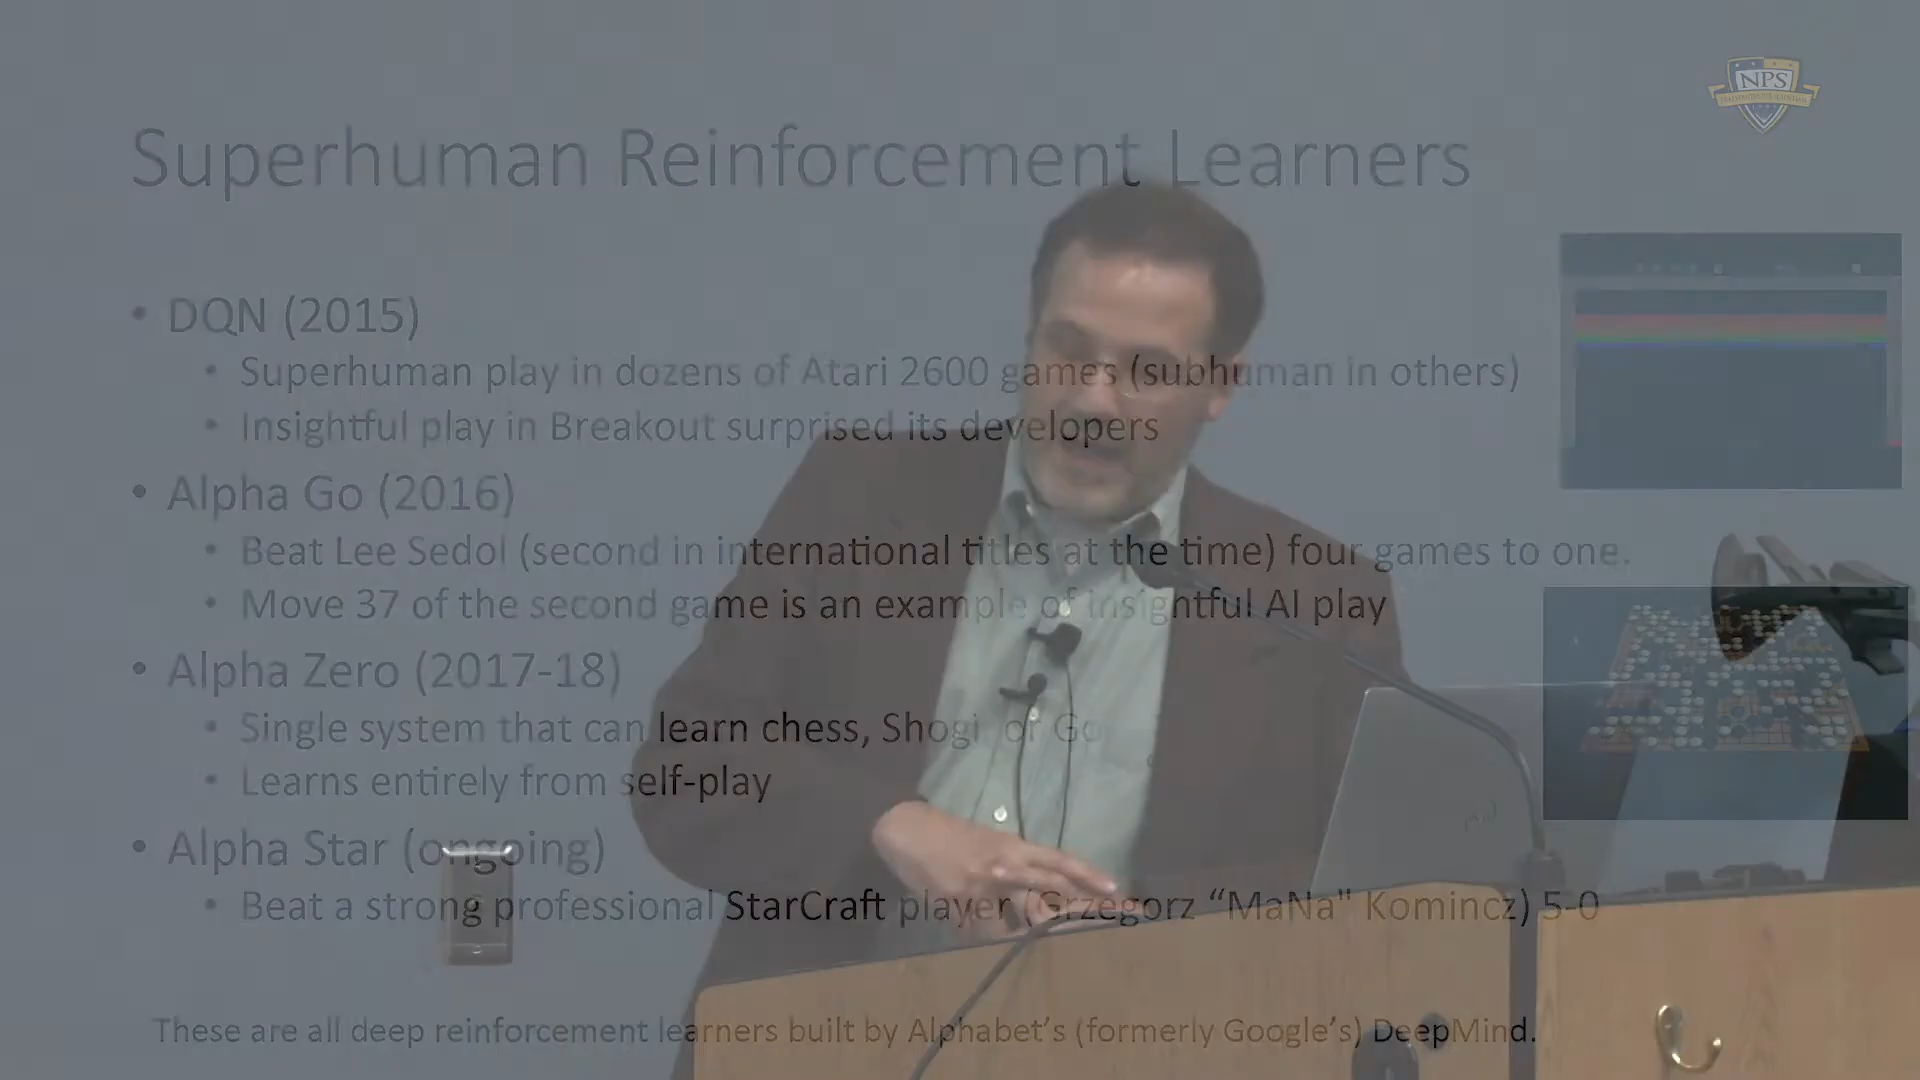 NPS
Superhuman Reinforcement Learners
• DQN (2015)
• Superhuman play in dozens of Atari 2600 games (subhuman in others)
• Insightful play in Breakout surprised its developers
• Alpha Go (2016)
• Beat Lee Sedol (second in international titles at the time) four games to one.
• Move 37 of the second game is an example of insightful AI play
• Alpha Zero (2017-18)
• Single system that can learn chess, Shogi or Go
• Learns entirely from self-play
• Alpha Star (ongoing)
• Beat a strong professional StarCraft player (Grzegorz “MaNa" Komincz) 5-0
These are all deep reinforcement learners built by Alphabet’s (formerly Google’s) DeepMind.